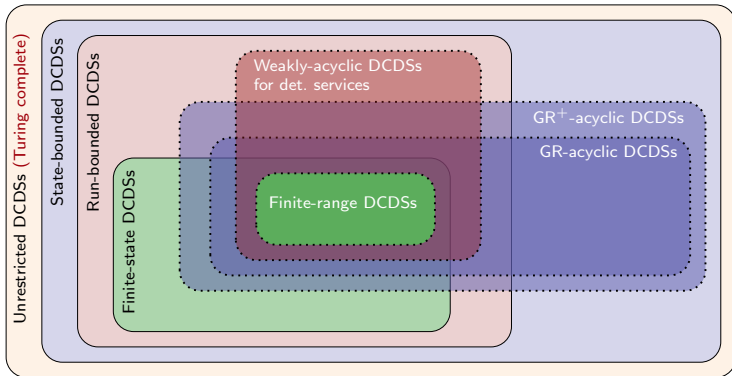 Unrestricted DCDSs (Turing complete)
State-bounded DCDSs
Run-bounded DCDSs
Finite-state DCDSs
Weakly-acyclic DCDSs
for det. services
GR⁺-acyclic DCDSs
GR-acyclic DCDSs
Finite-range DCDSs